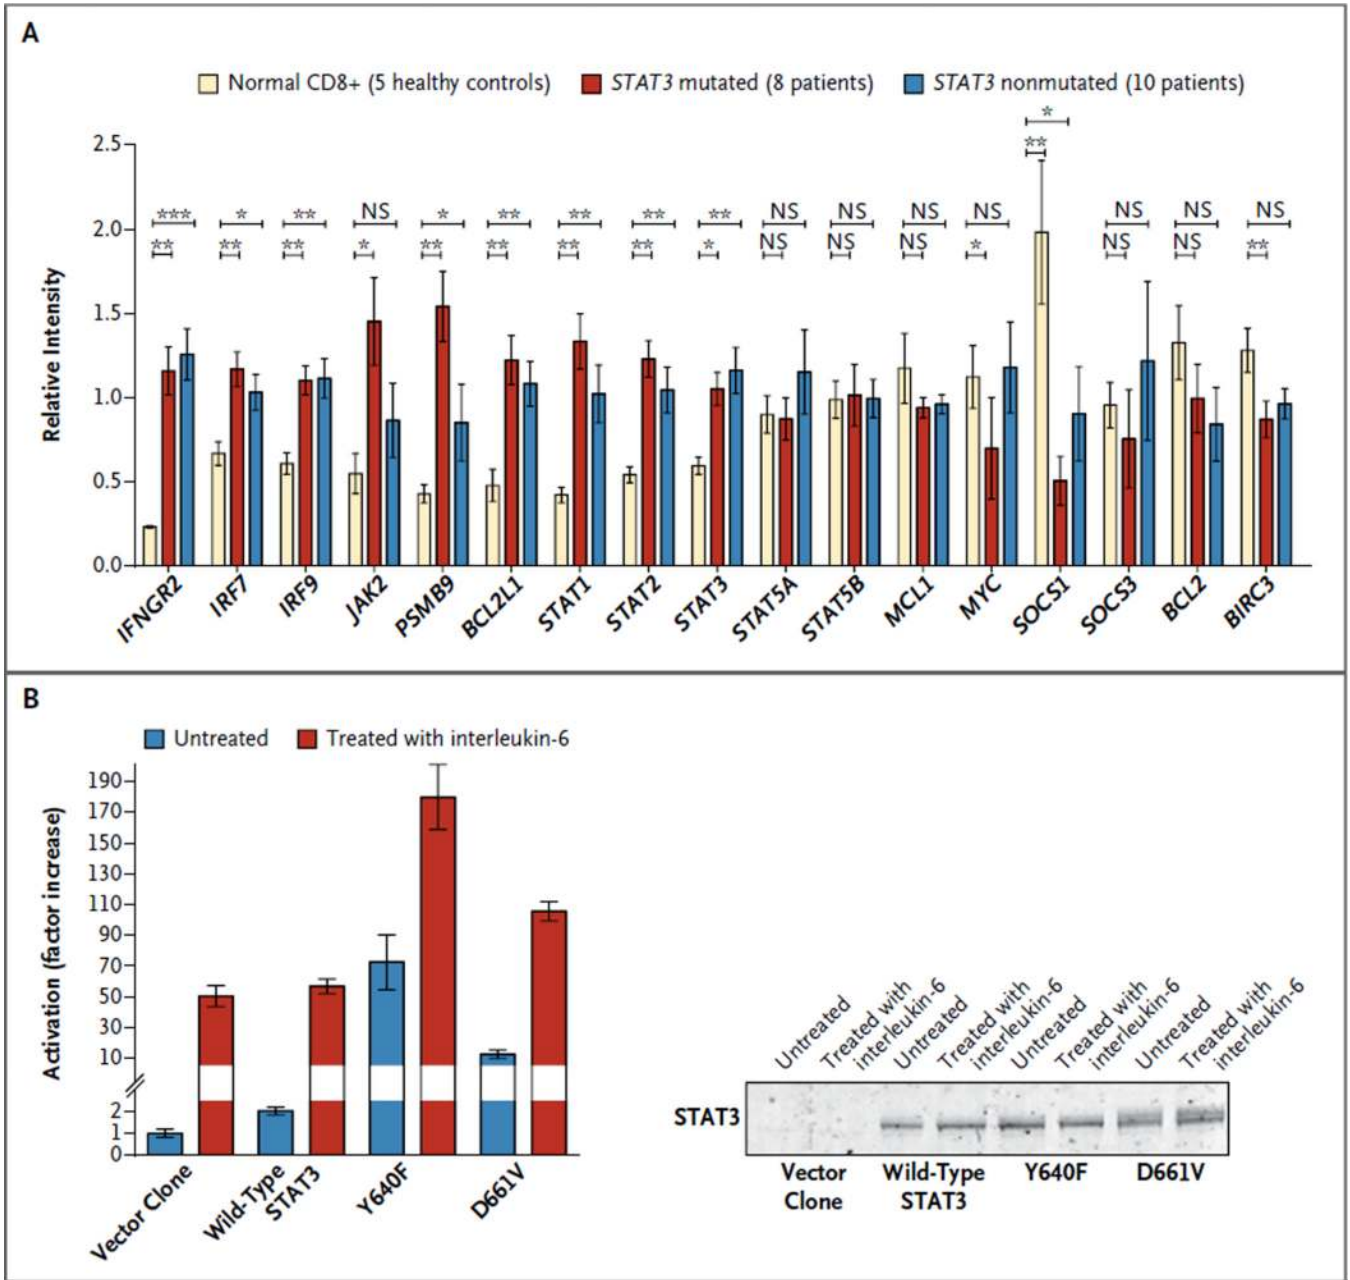 A
Normal CD8+ (5 healthy controls) STAT3 mutated (8 patients) STAT3 nonmutated (10 patients)
Relative Intensity
2.5
2.0
1.5
1.0
0.5
0.0
*
**
*** * ** NS * ** ** ** ** NS NS NS NS NS NS NS
** ** ** * ** ** ** ** * NS NS NS * NS NS **
IFNGR2 IRF7 IRF9 JAK2 PSMB9 BCL2L1 STAT1 STAT2 STAT3 STAT5A STAT5B MCL1 MYC SOCS1 SOCS3 BCL2 BIRC3
B
Untreated Treated with interleukin-6
Activation (factor increase)
190
170
150
130
110
90
70
50
30
10
2
1
0
Vector Clone
Wild-Type
STAT3
Y640F
D661V
Untreated
Treated with
interleukin-6
Untreated
Treated with
interleukin-6
Untreated
Treated with
interleukin-6
Untreated
Treated with
interleukin-6
STAT3
Vector
Clone
Wild-Type
STAT3
Y640F
D661V